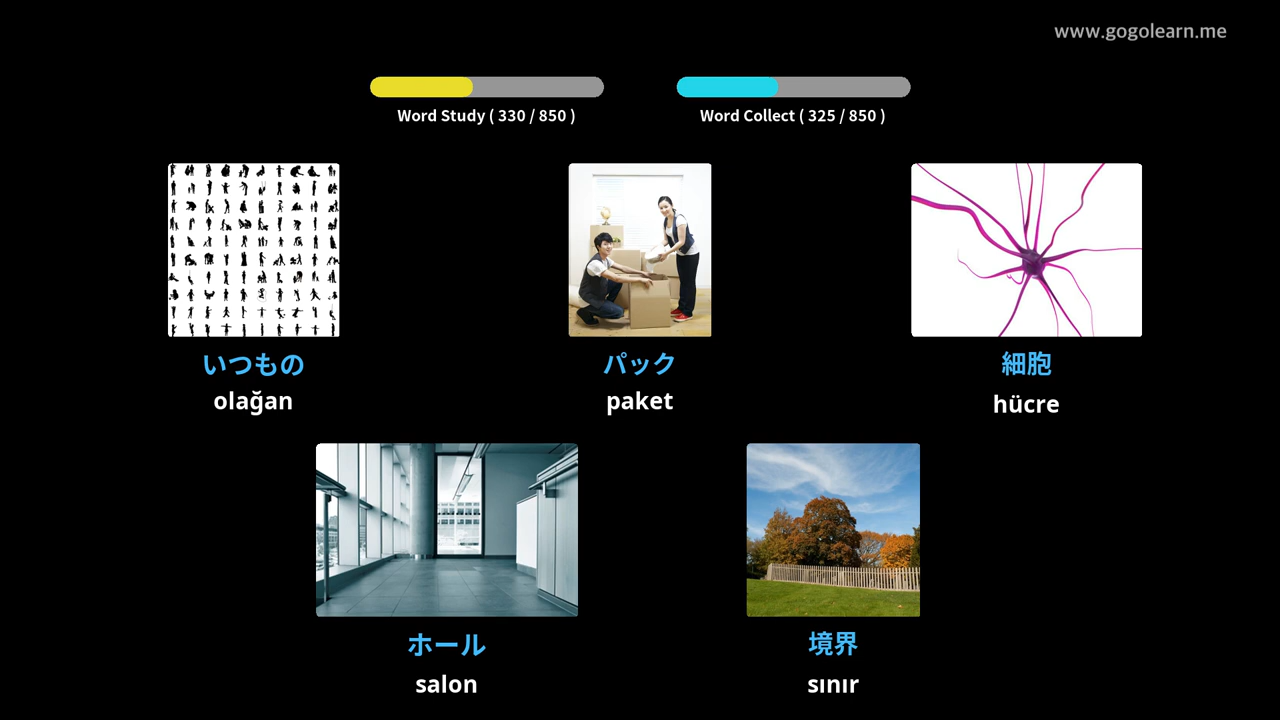 www.gogolearn.me
Word Study ( 330 / 850 )
Word Collect ( 325 / 850 )
いつもの
olağan
パック
paket
細胞
hücre
ホール
salon
境界
sınır